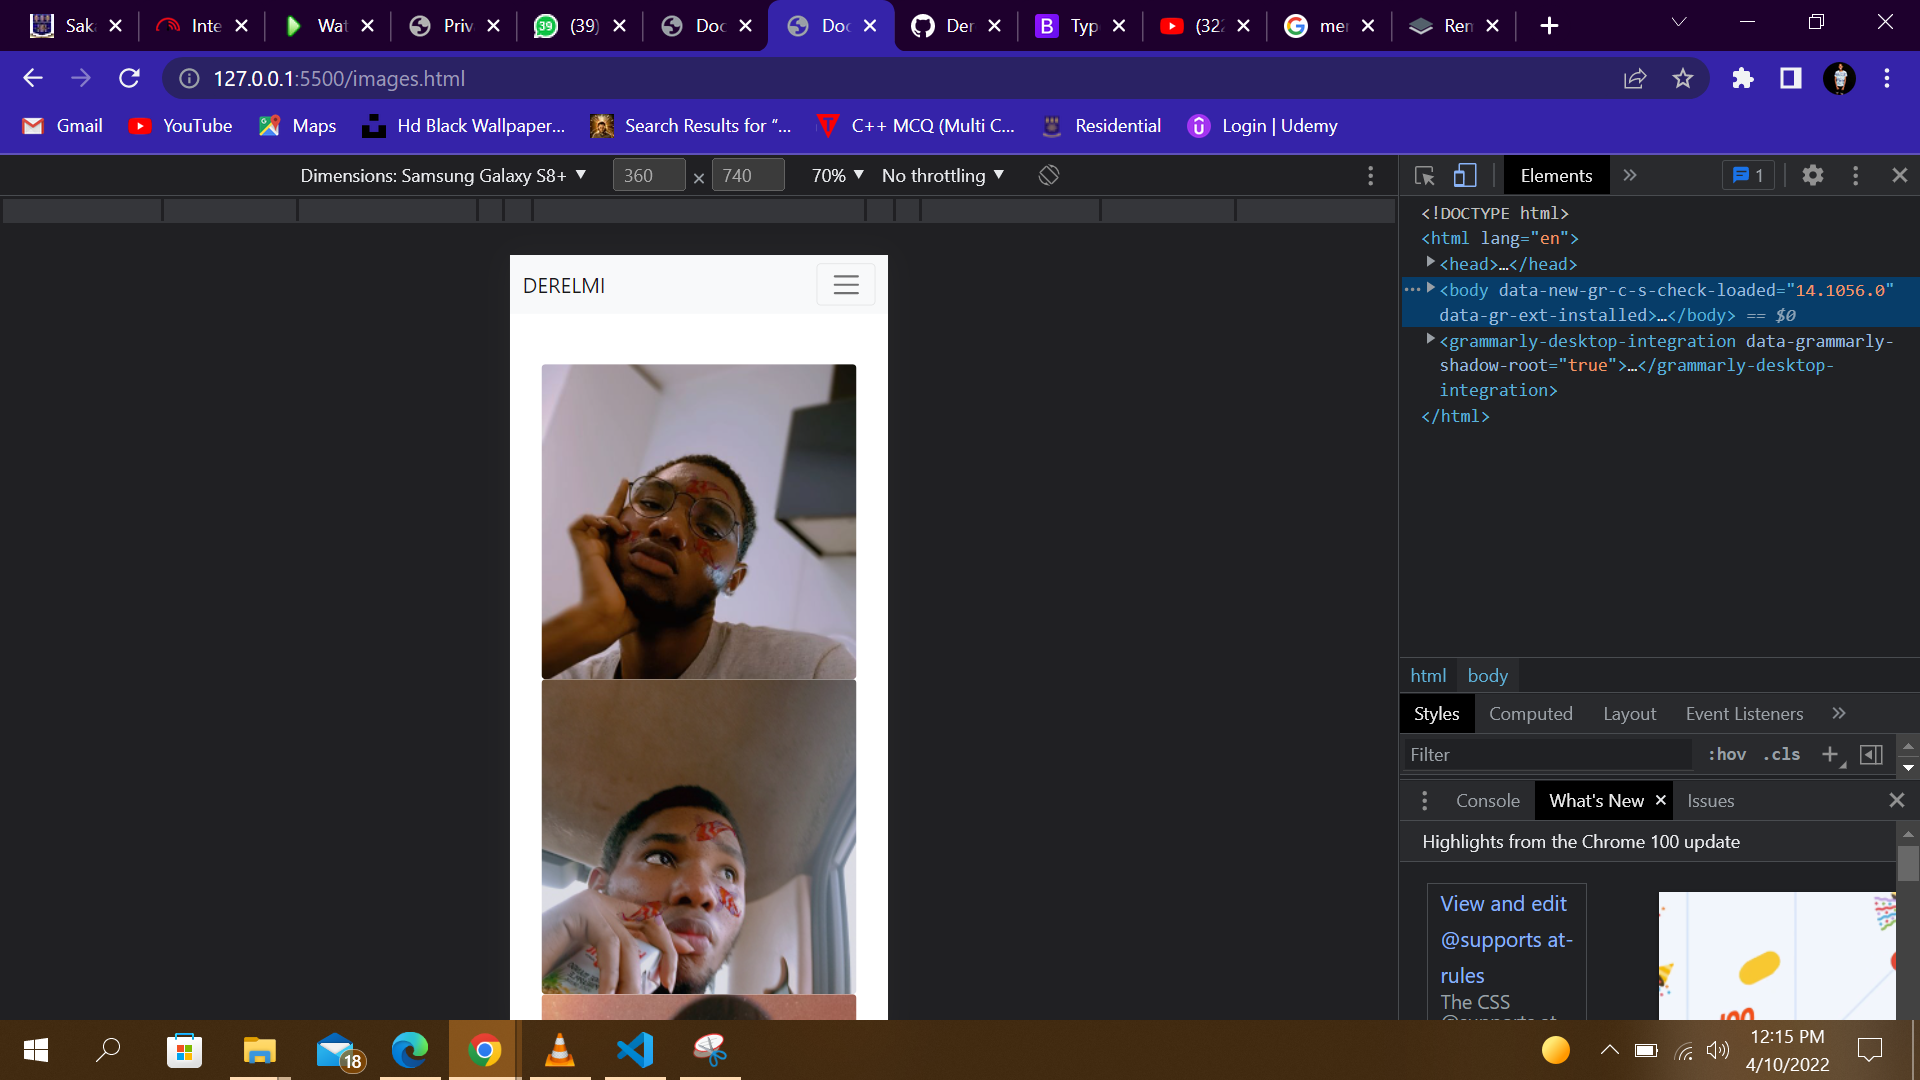 Sak Inte Wat Priv (39) Doc Doc Der Typ (32 me Ren
127.0.0.1:5500/images.html
Gmail YouTube Maps Hd Black Wallpaper... Search Results for “... C++ MCQ (Multi C... Residential Login | Udemy
Dimensions: Samsung Galaxy S8+ 360 × 740 70% No throttling
Elements 1
<!DOCTYPE html>
<html lang="en">
<head>…</head>
<body data-new-gr-c-s-check-loaded="14.1056.0"
data-gr-ext-installed>…</body> == $0
<grammarly-desktop-integration data-grammarly-
shadow-root="true">…</grammarly-desktop-
integration>
</html>
DERELMI
html body
Styles Computed Layout Event Listeners
Filter :hov .cls
Console What's New Issues
Highlights from the Chrome 100 update
View and edit
@supports at-
rules
The CSS
@supports at-
100
18
12:15 PM
4/10/2022